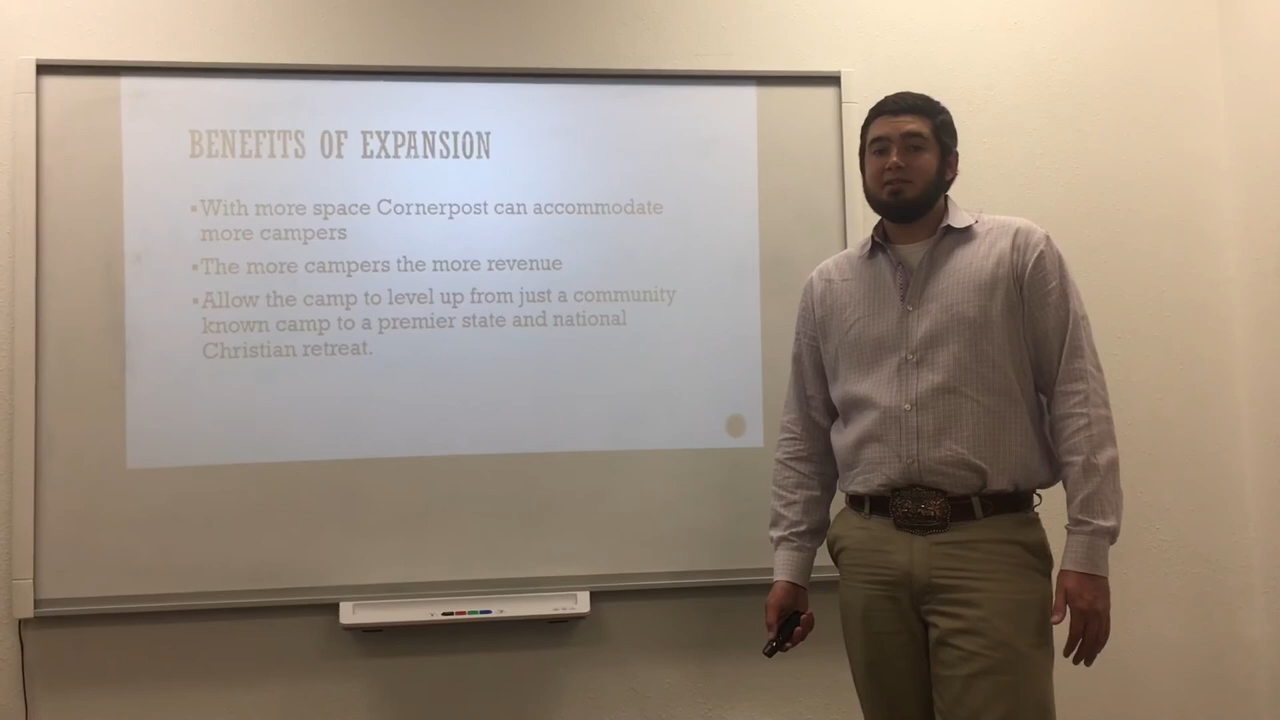 BENEFITS OF EXPANSION
▪With more space Cornerpost can accommodate
more campers
▪The more campers the more revenue
▪Allow the camp to level up from just a community
known camp to a premier state and national
Christian retreat.